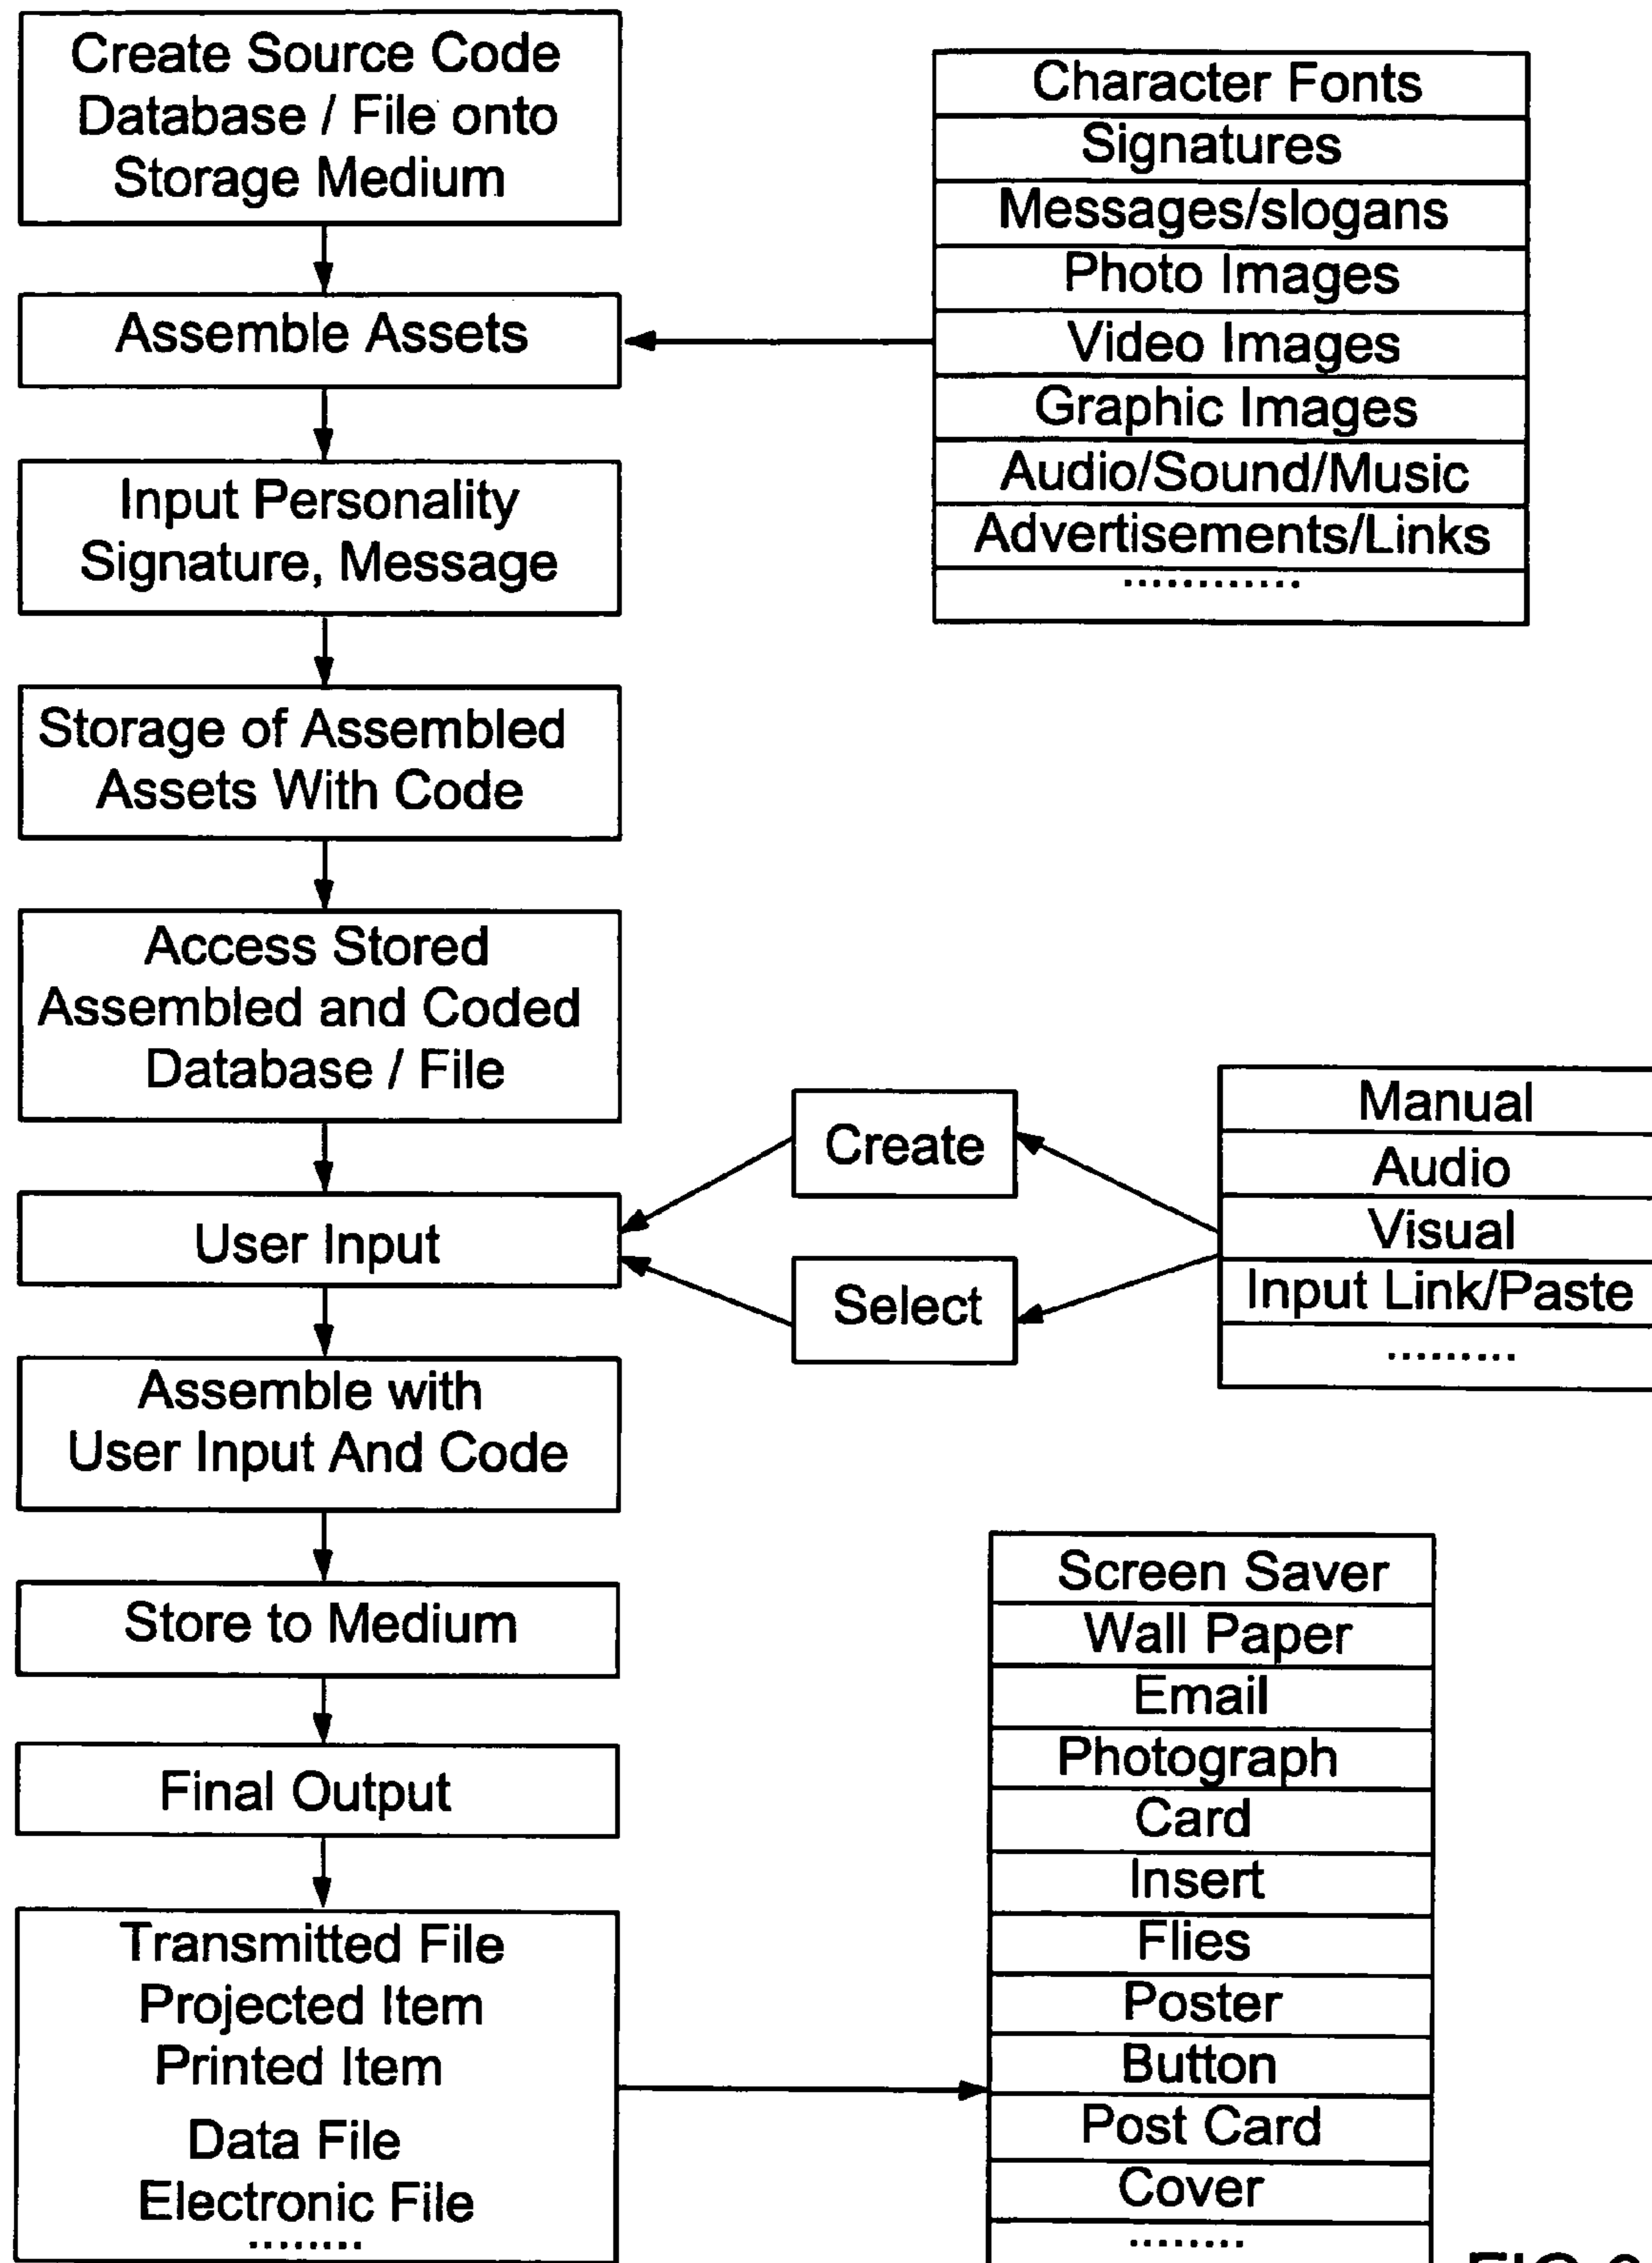 Create Source Code
Database / File onto
Storage Medium
Character Fonts
Signatures
Messages/slogans
Photo Images
Video Images
Graphic Images
Audio/Sound/Music
Advertisements/Links
............
Assemble Assets
Input Personality
Signature, Message
Storage of Assembled
Assets With Code
Access Stored
Assembled and Coded
Database / File
User Input
Create
Select
Manual
Audio
Visual
Input Link/Paste
.........
Assemble with
User Input And Code
Store to Medium
Final Output
Transmitted File
Projected Item
Printed Item
Data File
Electronic File
........
Screen Saver
Wall Paper
Email
Photograph
Card
Insert
Flies
Poster
Button
Post Card
Cover
........